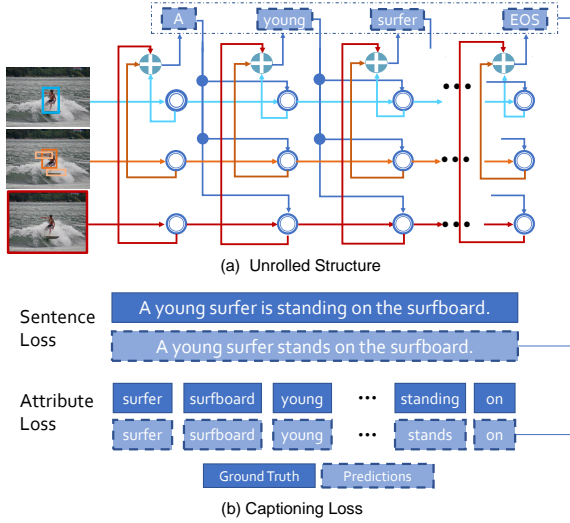 A young surfer EOS
•••
•••
•••
(a) Unrolled Structure
Sentence Loss
A young surfer is standing on the surfboard.
A young surfer stands on the surfboard.
Attribute Loss
surfer surfboard young ••• standing on
surfer surfboard young ••• stands on
Ground Truth Predictions
(b) Captioning Loss